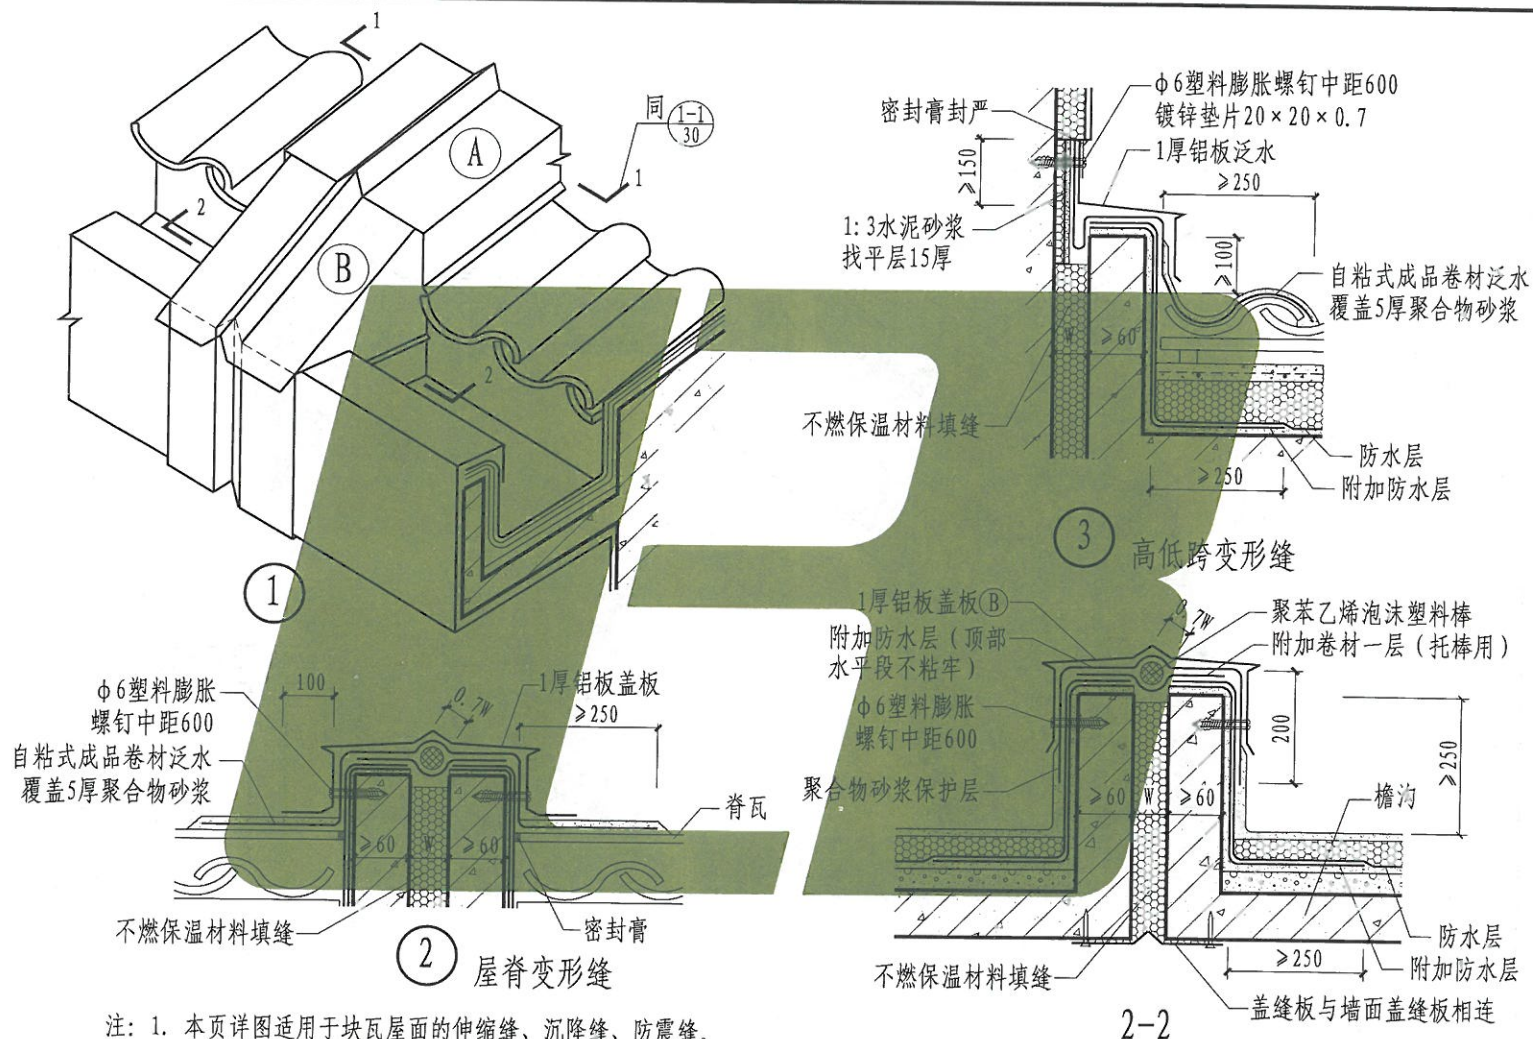 1
同 1-1
30
A
1
2
B
2
1
密封膏封严
φ6塑料膨胀螺钉中距600
镀锌垫片20×20×0.7
1厚铝板泛水
≥150
≥250
1:3水泥砂浆
找平层15厚
≥100
自粘式成品卷材泛水
覆盖5厚聚合物砂浆
W
≥60
不燃保温材料填缝
防水层
附加防水层
≥250
3 高低跨变形缝
φ6塑料膨胀
螺钉中距600
100
0.7W
1厚铝板盖板
≥250
自粘式成品卷材泛水
覆盖5厚聚合物砂浆
脊瓦
≥60
W
≥60
不燃保温材料填缝
密封膏
2 屋脊变形缝
1厚铝板盖板B
附加防水层（顶部
水平段不粘牢）
φ6塑料膨胀
螺钉中距600
聚合物砂浆保护层
0.7W
聚苯乙烯泡沫塑料棒
附加卷材一层（托棒用）
200
≥250
檐沟
≥60
W
≥60
防水层
附加防水层
≥250
不燃保温材料填缝
盖缝板与墙面盖缝板相连
2-2
注: 1. 本页详图适用于块瓦屋面的伸缩缝、沉降缝、防震缝。